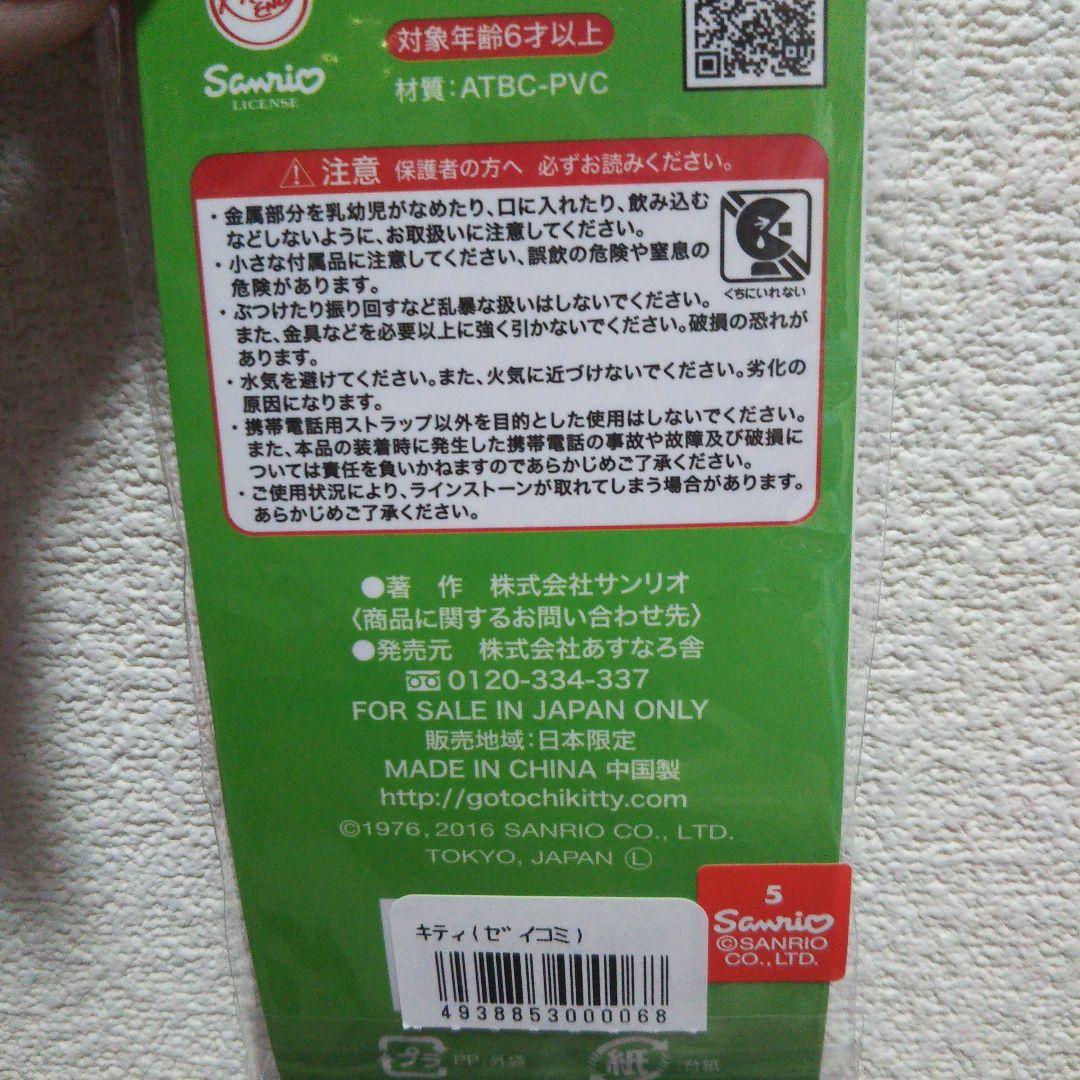 対象年齢6才以上
Sanrio
LICENSE
材質:ATBC-PVC
⚠注意 保護者の方へ 必ずお読みください。
・金属部分を乳幼児がなめたり、口に入れたり、飲み込む
などしないように、お取扱いに注意してください。
・小さな付属品に注意してください、誤飲の危険や窒息の
危険があります。
くちにいれない
・ぶつけたり振り回すなど乱暴な扱いはしないでください。
また、金具などを必要以上に強く引かないでください。破損の恐れが
あります。
・水気を避けてください。また、火気に近づけないでください。劣化の
原因になります。
・携帯電話用ストラップ以外を目的とした使用はしないでください。
また、本品の装着時に発生した携帯電話の事故や故障及び破損に
ついては責任を負いかねますのであらかじめご了承ください。
・ご使用状況により、ラインストーンが取れてしまう場合があります。
あらかじめご了承ください。
●著 作 株式会社サンリオ
〈商品に関するお問い合わせ先〉
●発売元 株式会社あすなろ舎
0120-334-337
FOR SALE IN JAPAN ONLY
販売地域:日本限定
MADE IN CHINA 中国製
http://gotochikitty.com
©1976, 2016 SANRIO CO., LTD.
TOKYO, JAPAN Ⓛ
5
Sanrio
©SANRIO
CO., LTD.
キティ(ゼイコミ)
4938853000068
プラ PP:外袋 紙 :台紙